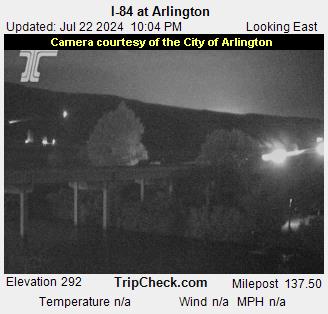 I-84 at Arlington
Updated: Jul 22 2024 10:04 PM Looking East
Camera courtesy of the City of Arlington
Elevation 292 TripCheck.com Milepost 137.50
Temperature n/a Wind n/a MPH n/a